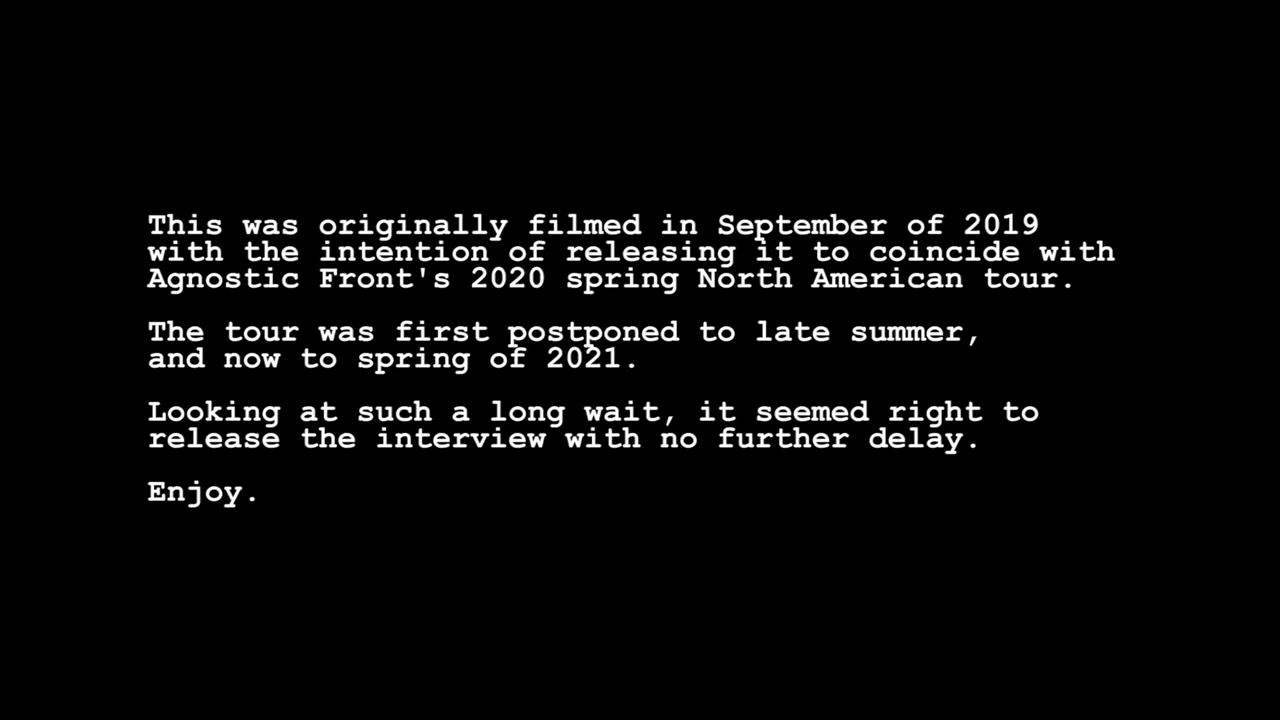 This was originally filmed in September of 2019
with the intention of releasing it to coincide with
Agnostic Front's 2020 spring North American tour.
The tour was first postponed to late summer,
and now to spring of 2021.
Looking at such a long wait, it seemed right to
release the interview with no further delay.
Enjoy.